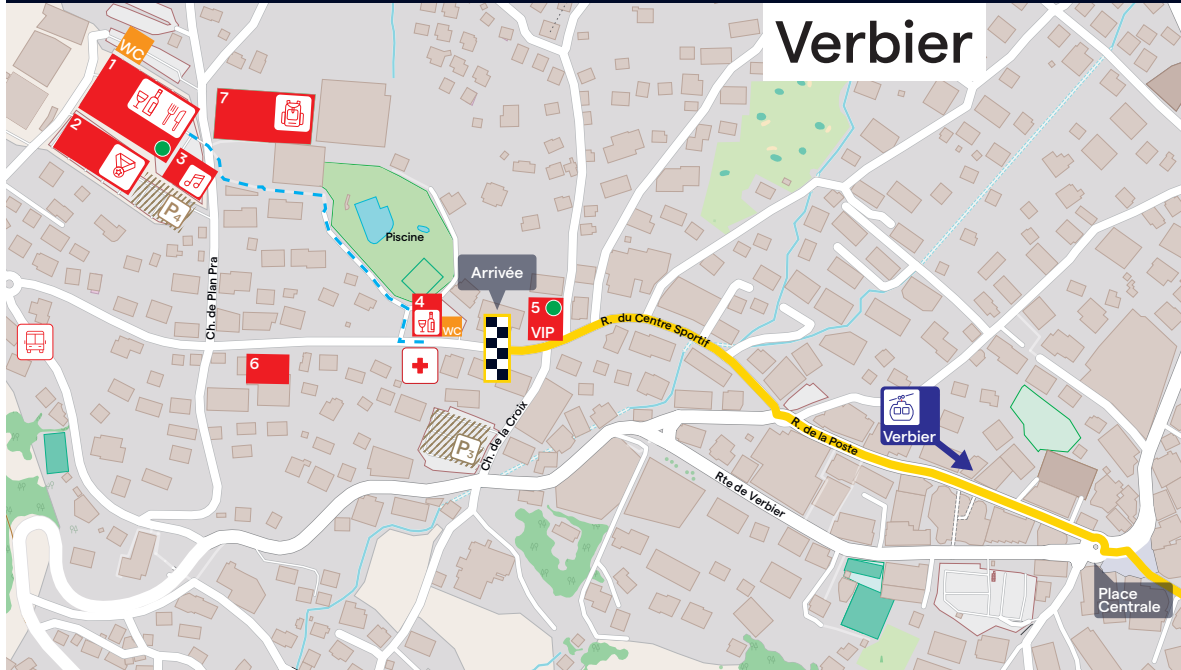 Verbier
WC
1
7
2
3
P4
Piscine
Arrivée
Ch. de Plan Pra
4
WC
5
VIP
R. du Centre Sportif
6
Ch. de la Croix
P3
R. de la Poste
Verbier
Rte de Verbier
Place
Centrale